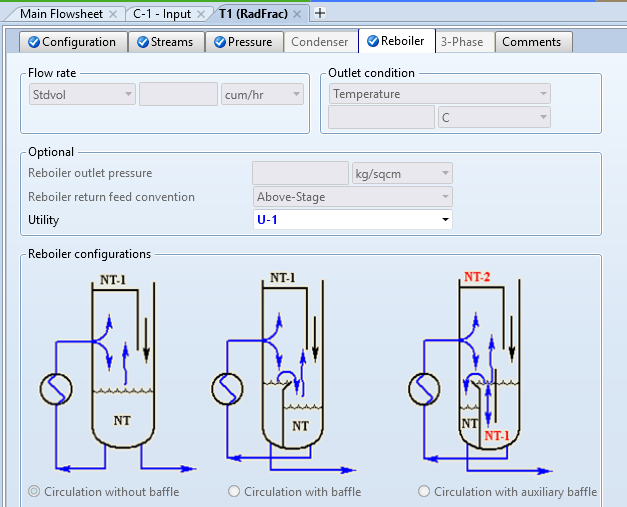 Main Flowsheet
C-1 - Input
T1 (RadFrac)
Configuration
Streams
Pressure
Condenser
Reboiler
3-Phase
Comments
Flow rate
Stdvol
cum/hr
Outlet condition
Temperature
C
Optional
Reboiler outlet pressure
kg/sqcm
Reboiler return feed convention
Above-Stage
Utility
U-1
Reboiler configurations
NT-1
NT
NT-1
NT
NT-2
NT
NT-1
Circulation without baffle
Circulation with baffle
Circulation with auxiliary baffle